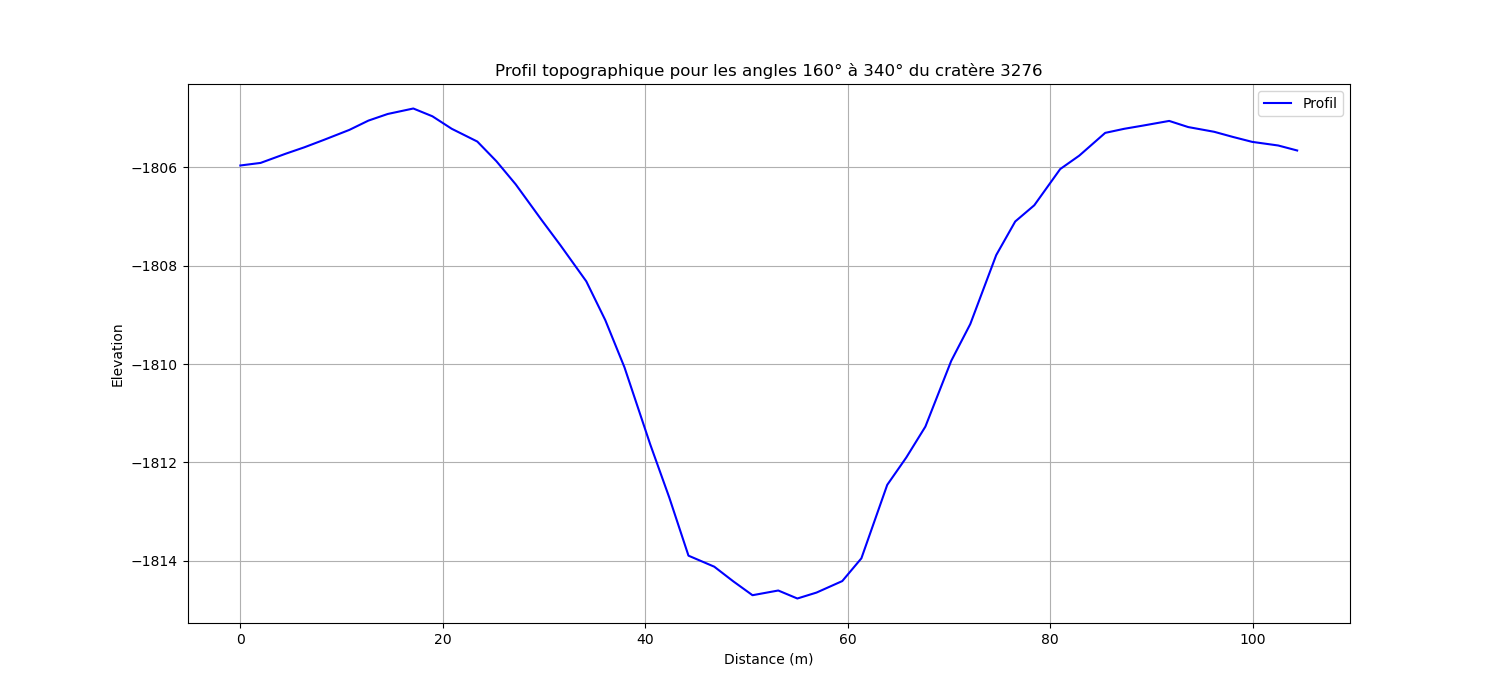 Profil topographique pour les angles 160° à 340° du cratère 3276
Profil
Elevation
−1806
−1808
−1810
−1812
−1814
0 20 40 60 80 100
Distance (m)